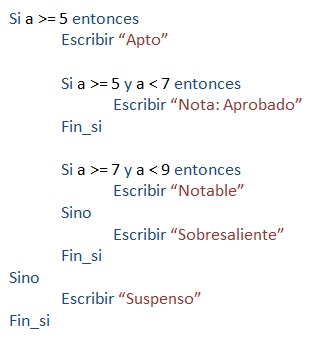 Si a >= 5 entonces
Escribir “Apto”
Si a >= 5 y a < 7 entonces
Escribir “Nota: Aprobado”
Fin_si
Si a >= 7 y a < 9 entonces
Escribir “Notable”
Sino
Escribir “Sobresaliente”
Fin_si
Sino
Escribir “Suspenso”
Fin_si